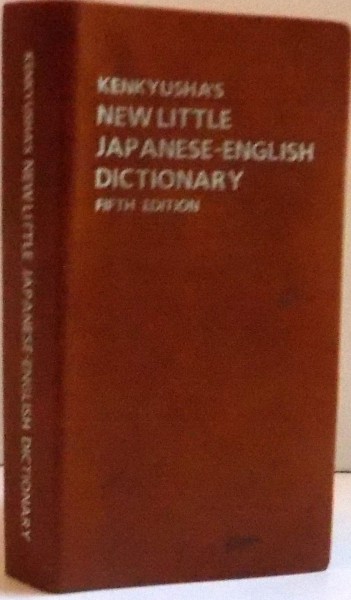 KENKYUSHA'S
NEW LITTLE
JAPANESE-ENGLISH
DICTIONARY
FIFTH EDITION
KENKYUSHA'S NEW LITTLE JAPANESE-ENGLISH DICTIONARY